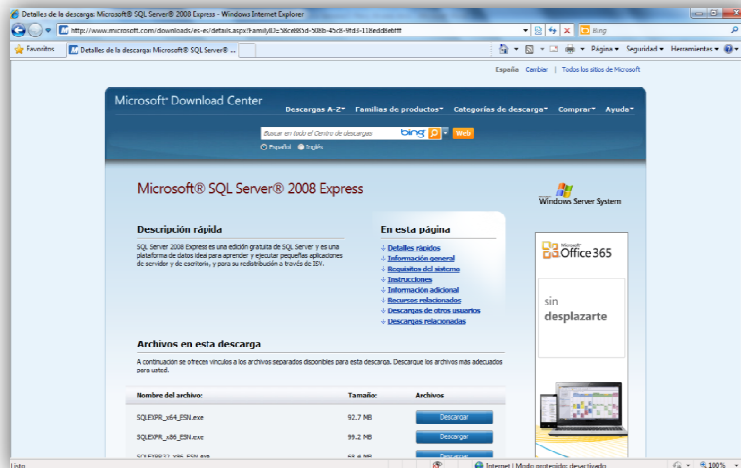 Detalles de la descarga: Microsoft® SQL Server® 2008 Express - Windows Internet Explorer
Bing
Favoritos
Detalles de la descarga: Microsoft® SQL Server® ...
Página
Seguridad
Herramientas
España Cambiar | Todos los sitios de Microsoft
Microsoft® Download Center
Descargas A-Z
Familias de productos
Categorías de descarga
Comprar
Ayuda
Buscar en todo el Centro de descargas
bing
Web
Español
Inglés
Microsoft® SQL Server® 2008 Express
Windows Server System
Descripción rápida
SQL Server 2008 Express es una edición gratuita de SQL Server y es una
plataforma de datos idea para aprender y ejecutar pequeñas aplicaciones
de servidor y de escritorio, y para su redistribución a través de ISV.
En esta página
Detalles rápidos
Información general
Requisitos del sistema
Instrucciones
Información adicional
Recursos relacionados
Descargas de otros usuarios
Descargas relacionadas
Microsoft®
Office 365
sin
desplazarte
Archivos en esta descarga
A continuación se ofrecen vínculos a los archivos separados disponibles para esta descarga. Descargue los archivos más adecuados
para usted.
Nombre del archivo:
Tamaño:
Archivos
SQLEXPR_x64_ESN.exe
92.7 MB
Descargar
SQLEXPR_x86_ESN.exe
99.2 MB
Descargar
Listo
Internet | Modo protegido: desactivado
100%